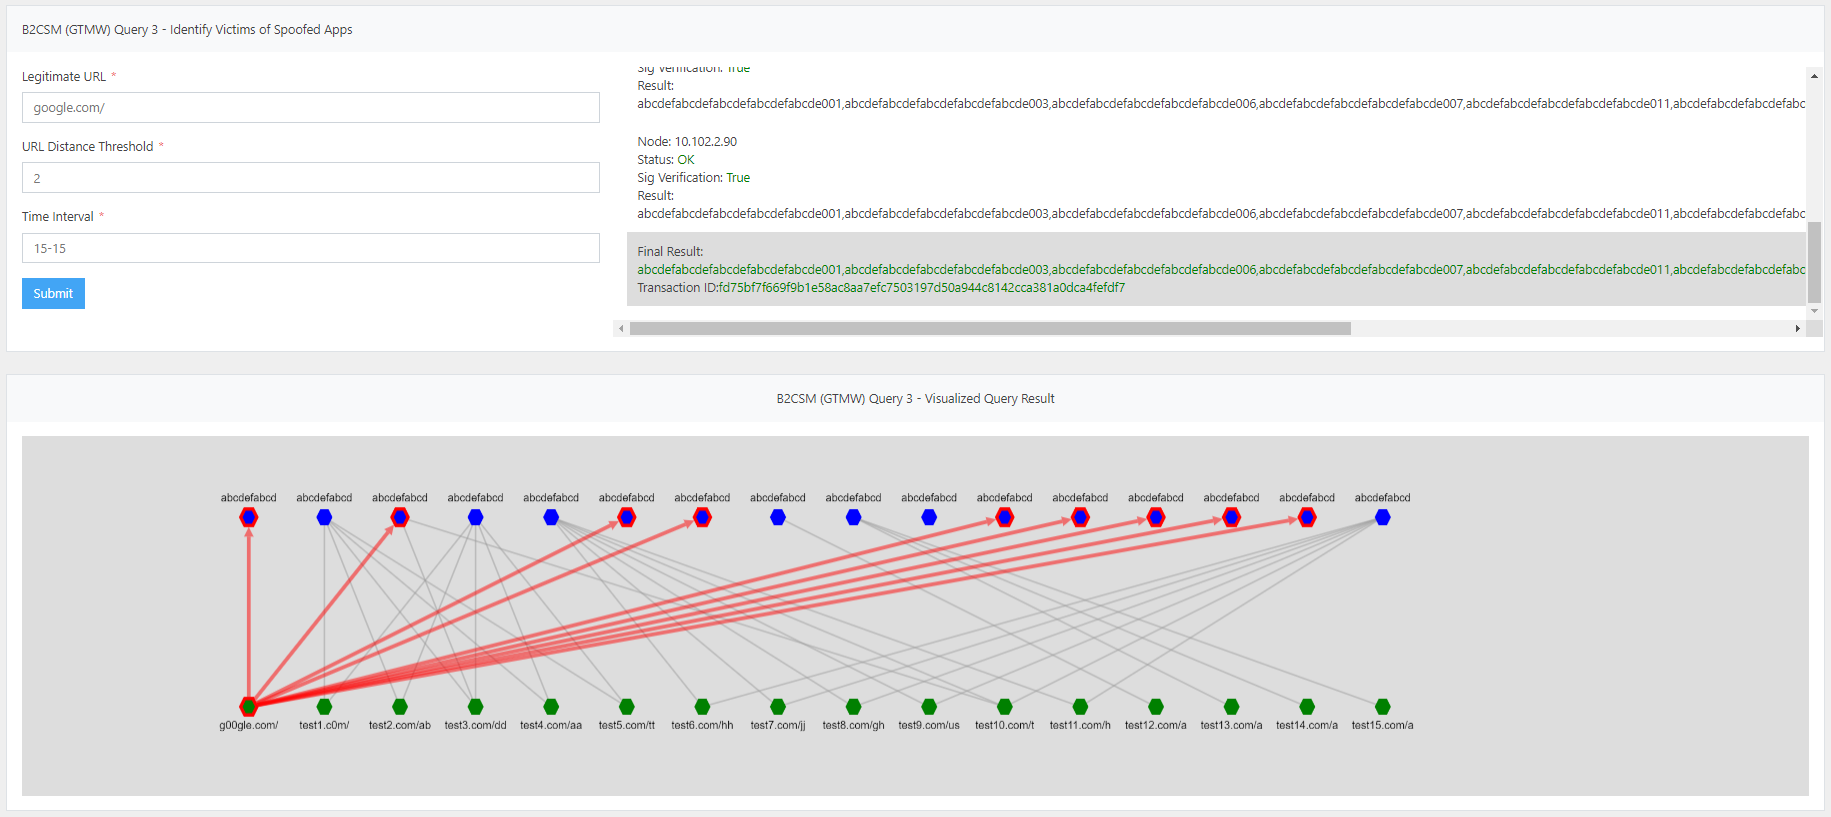 B2CSM (GTMW) Query 3 - Identify Victims of Spoofed Apps
Legitimate URL *
google.com/
URL Distance Threshold *
2
Time Interval *
15-15
Submit
Sig Verification: True
Result:
abcdefabcdefabcdefabcdefabcde001,abcdefabcdefabcdefabcdefabcde003,abcdefabcdefabcdefabcdefabcde006,abcdefabcdefabcdefabcdefabcde007,abcdefabcdefabcdefabcdefabcde011,abcdefabcdefabcdefabc
Node: 10.102.2.90
Status: OK
Sig Verification: True
Result:
abcdefabcdefabcdefabcdefabcde001,abcdefabcdefabcdefabcdefabcde003,abcdefabcdefabcdefabcdefabcde006,abcdefabcdefabcdefabcdefabcde007,abcdefabcdefabcdefabcdefabcde011,abcdefabcdefabcdefabc
Final Result:
abcdefabcdefabcdefabcdefabcde001,abcdefabcdefabcdefabcdefabcde003,abcdefabcdefabcdefabcdefabcde006,abcdefabcdefabcdefabcdefabcde007,abcdefabcdefabcdefabcdefabcde011,abcdefabcdefabcdefabc
Transaction ID:fd75bf7f669f9b1e58ac8aa7efc7503197d50a944c8142cca381a0dca4fefdf7
B2CSM (GTMW) Query 3 - Visualized Query Result
abcdefabcd abcdefabcd abcdefabcd abcdefabcd abcdefabcd abcdefabcd abcdefabcd abcdefabcd abcdefabcd abcdefabcd abcdefabcd abcdefabcd abcdefabcd abcdefabcd abcdefabcd abcdefabcd
g00gle.com/ test1.c0m/ test2.com/ab test3.com/dd test4.com/aa test5.com/tt test6.com/hh test7.com/jj test8.com/gh test9.com/us test10.com/t test11.com/h test12.com/a test13.com/a test14.com/a test15.com/a